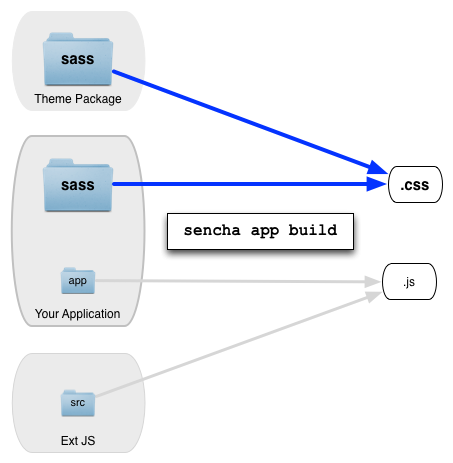 sass
Theme Package
sass
.css
sencha app build
app
.js
Your Application
src
Ext JS